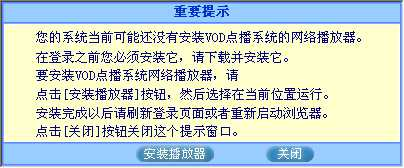 重要提示
您的系统当前可能还没有安装VOD点播系统的网络播放器。
在登录之前您必须安装它，请下载并安装它。
要安装VOD点播系统网络播放器，请
点击[安装播放器]按钮，然后选择在当前位置运行。
安装完成以后请刷新登录页面或者重新启动浏览器。
点击[关闭]按钮关闭这个提示窗口。
安装播放器 关闭